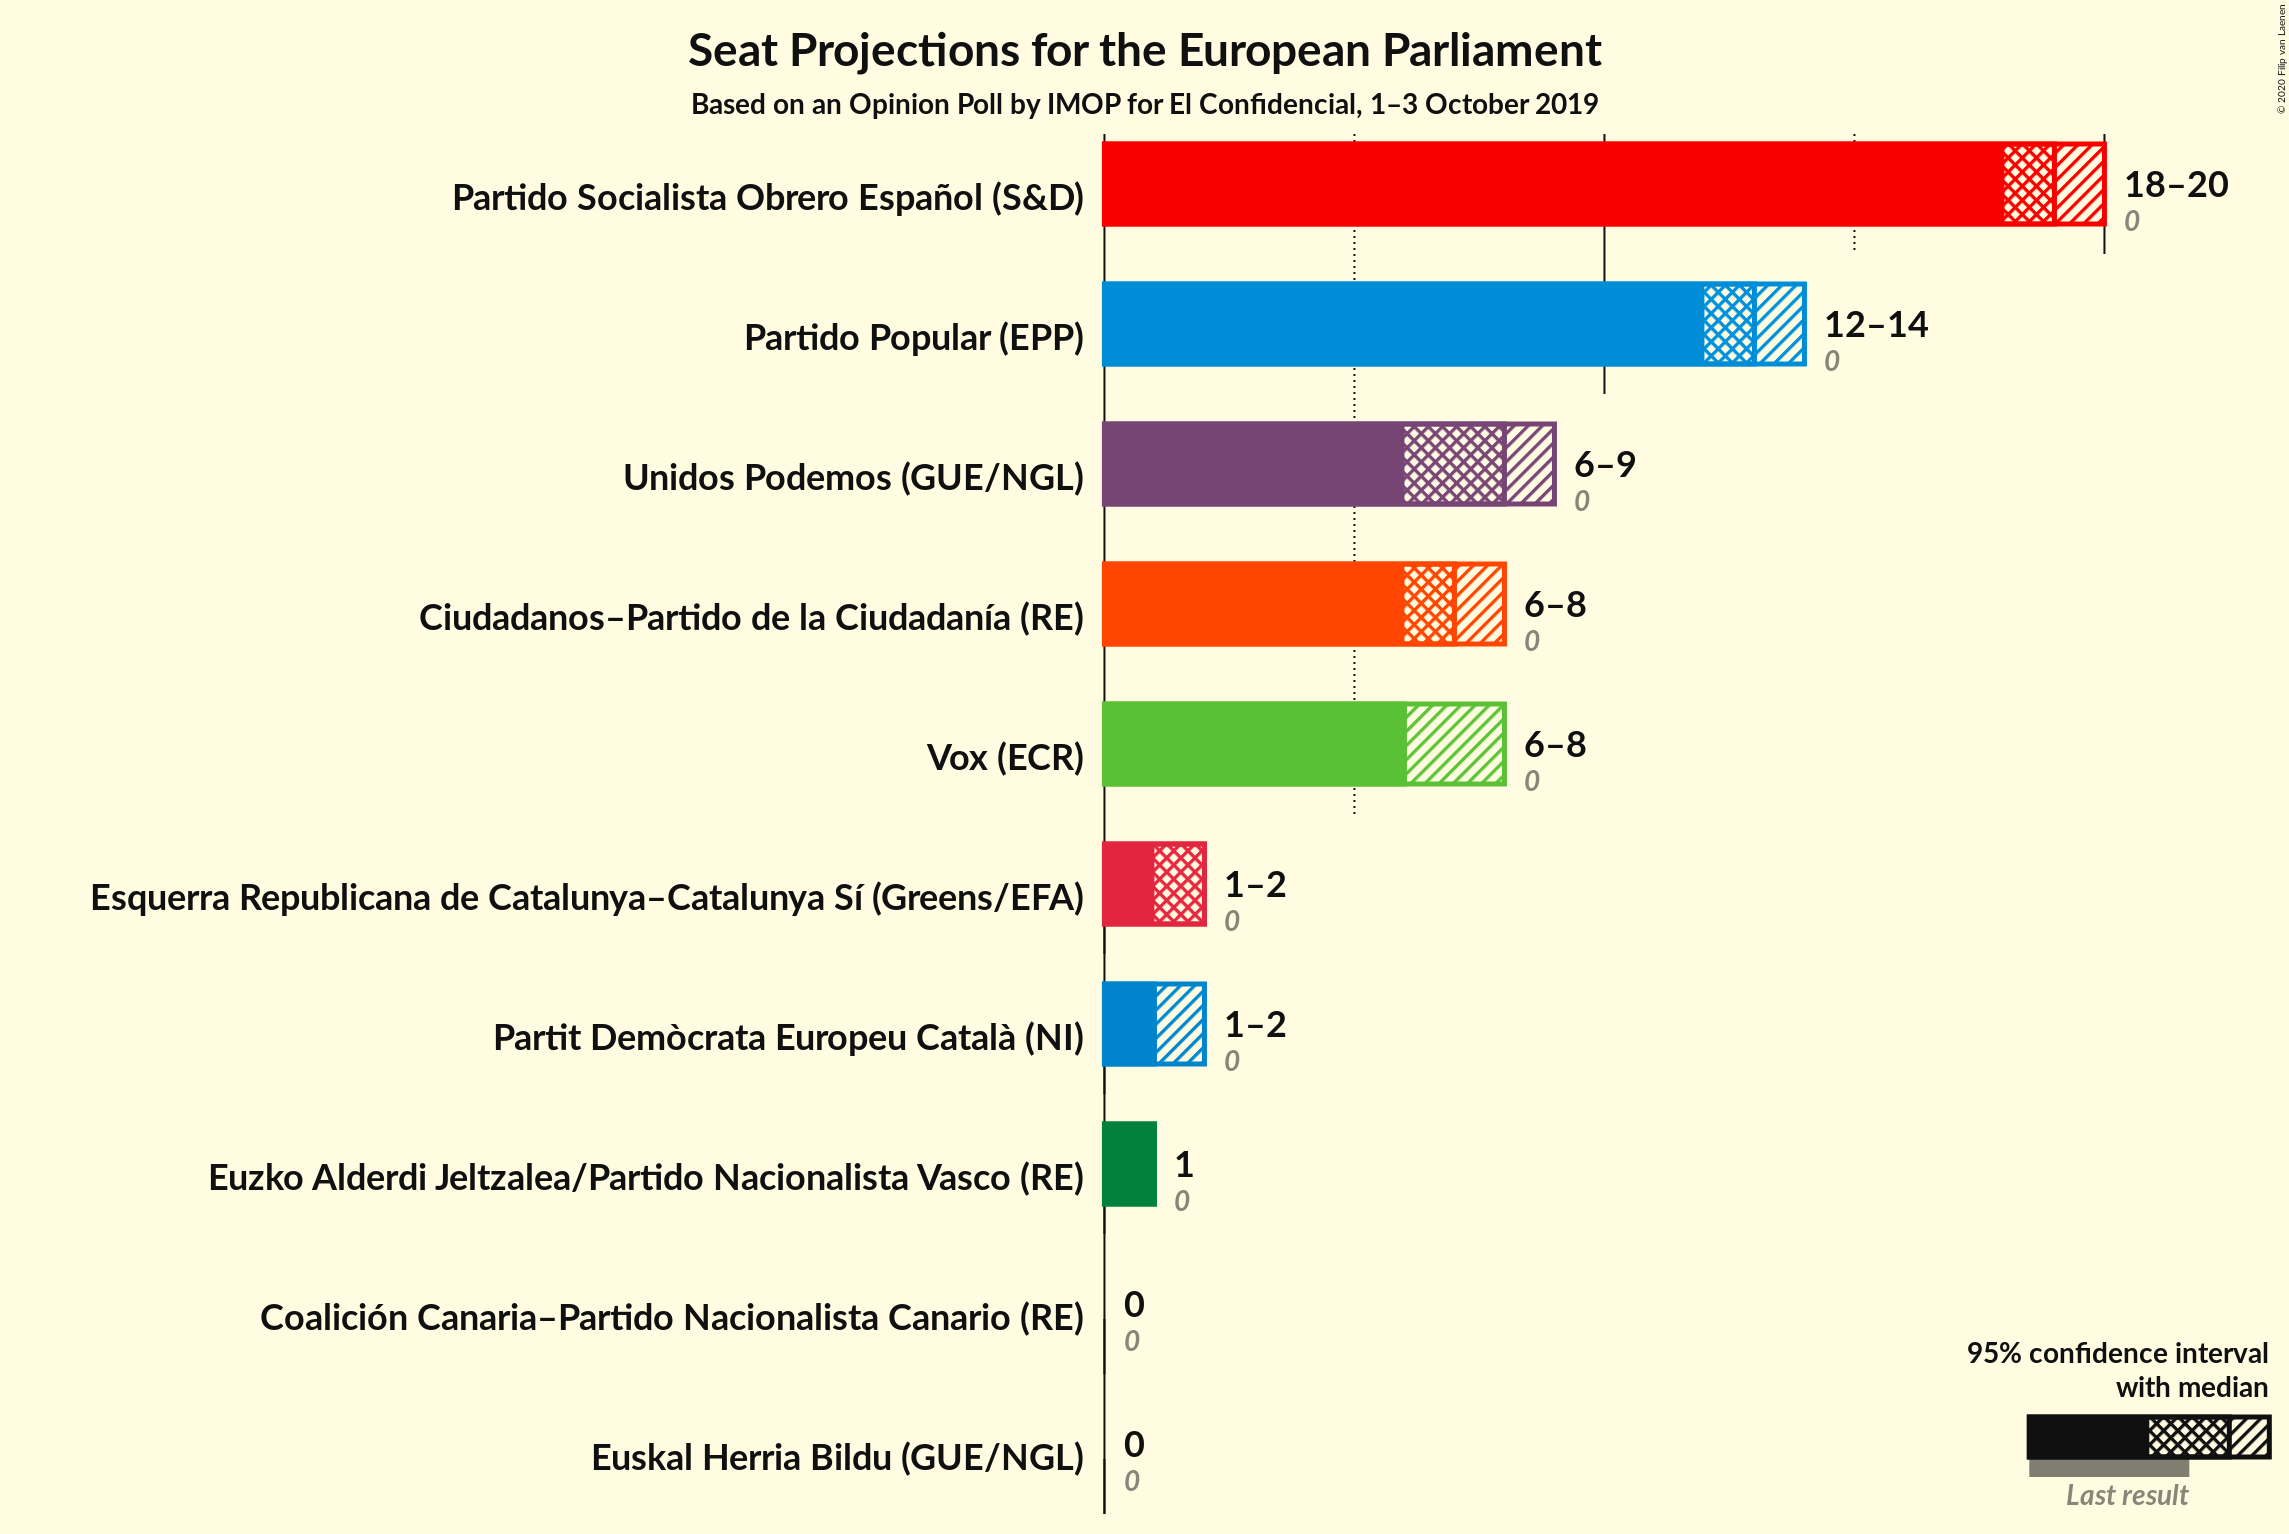 Seat Projections for the European Parliament
Based on an Opinion Poll by IMOP for El Confidencial, 1–3 October 2019
© 2020 Filip van Laenen
Partido Socialista Obrero Español (S&D)
18–20
0
Partido Popular (EPP)
12–14
0
Unidos Podemos (GUE/NGL)
6–9
0
Ciudadanos–Partido de la Ciudadanía (RE)
6–8
0
Vox (ECR)
6–8
0
Esquerra Republicana de Catalunya–Catalunya Sí (Greens/EFA)
1–2
0
Partit Demòcrata Europeu Català (NI)
1–2
0
Euzko Alderdi Jeltzalea/Partido Nacionalista Vasco (RE)
1
0
Coalición Canaria–Partido Nacionalista Canario (RE)
0
0
Euskal Herria Bildu (GUE/NGL)
0
0
95% confidence interval
with median
Last result